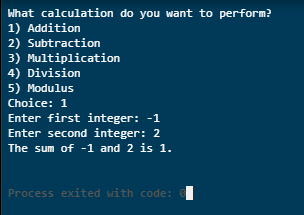 What calculation do you want to perform?
1) Addition
2) Subtraction
3) Multiplication
4) Division
5) Modulus
Choice: 1
Enter first integer: -1
Enter second integer: 2
The sum of -1 and 2 is 1.
Process exited with code: 0